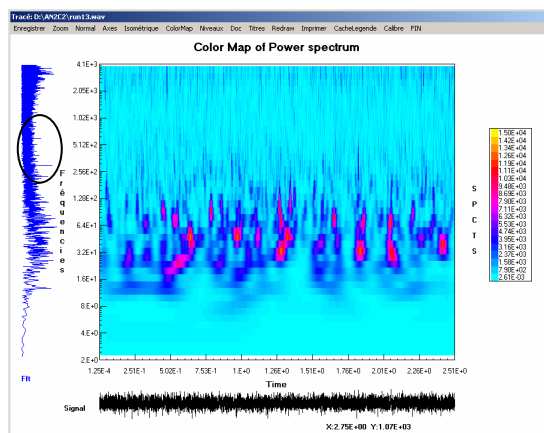 Tracé: D:\AN2C2\run13.wav
Enregistrer Zoom Normal Axes Isométrique ColorMap Niveaux Doc Titres Redraw Imprimer CacheLegende Calibre FIN
Color Map of Power spectrum
4.1E+3
2.05E+3
1.02E+3
5.12E+2
2.56E+2
1.28E+2
6.4E+1
3.2E+1
1.6E+1
8.E+0
4.E+0
2.E+0
Fréquencies
1.25E-4 2.51E-1 5.02E-1 7.53E-1 1.E+0 1.25E+0 1.51E+0 1.76E+0 2.01E+0 2.26E+0 2.51E+0
Time
SPCTS
1.50E+04
1.42E+04
1.34E+04
1.26E+04
1.19E+04
1.11E+04
1.03E+04
9.48E+03
8.69E+03
7.90E+03
7.11E+03
6.32E+03
5.53E+03
4.74E+03
3.95E+03
3.16E+03
2.37E+03
1.58E+03
7.90E+02
2.61E-03
Fft
Signal
X:2.75E+00 Y:1.07E+03